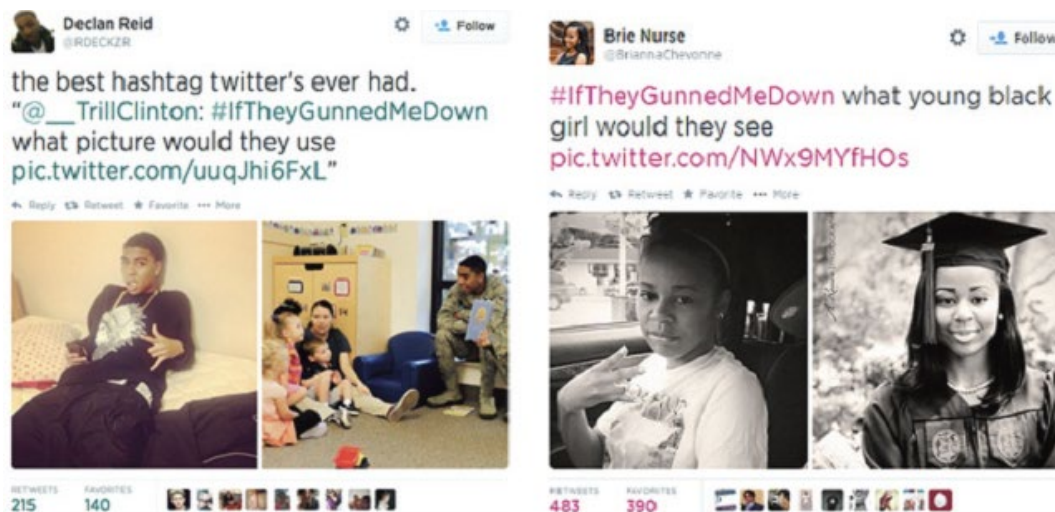 Declan Reid
@RDECKZR
Follow
the best hashtag twitter's ever had.
"@__TrillClinton: #IfTheyGunnedMeDown
what picture would they use
pic.twitter.com/uuqJhi6FxL"
Reply Retweet Favorite More
RETWEETS FAVORITES
215 140
Brie Nurse
@BriannaChevonne
Follow
#IfTheyGunnedMeDown what young black
girl would they see
pic.twitter.com/NWx9MYfHOs
Reply Retweet Favorite More
RETWEETS FAVORITES
483 390